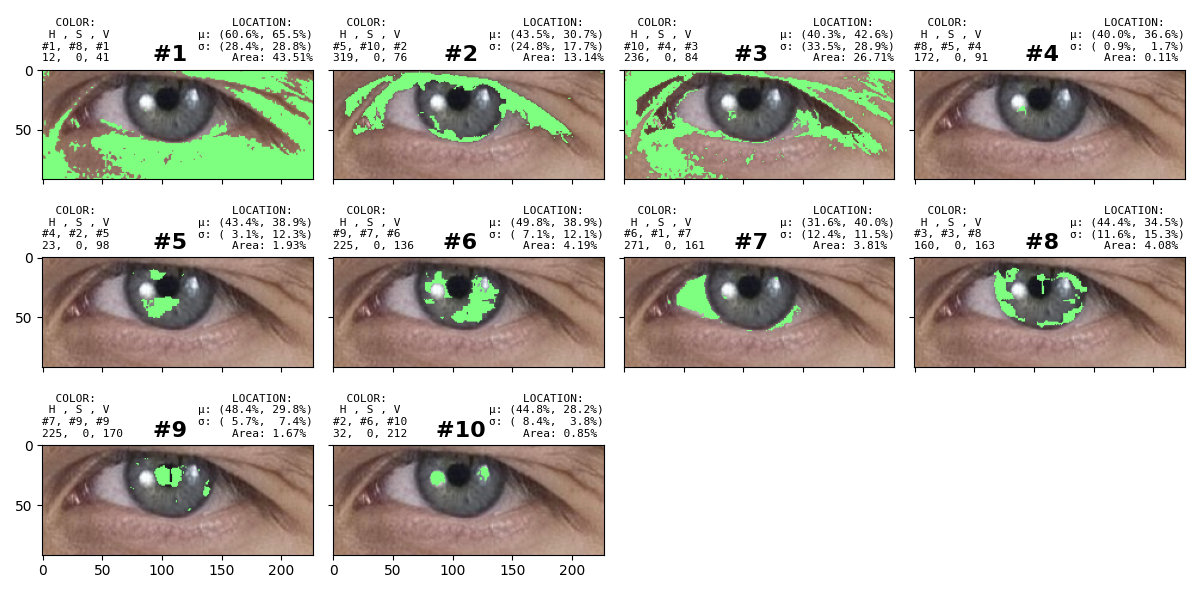 COLOR: LOCATION:
H , S , V μ: (60.6%, 65.5%)
#1, #8, #1 σ: (28.4%, 28.8%)
12, 0, 41 #1 Area: 43.51%
COLOR: LOCATION:
H , S , V μ: (43.5%, 30.7%)
#5, #10, #2 σ: (24.8%, 17.7%)
319, 0, 76 #2 Area: 13.14%
COLOR: LOCATION:
H , S , V μ: (40.3%, 42.6%)
#10, #4, #3 σ: (33.5%, 28.9%)
236, 0, 84 #3 Area: 26.71%
COLOR: LOCATION:
H , S , V μ: (40.0%, 36.6%)
#8, #5, #4 σ: ( 0.9%, 1.7%)
172, 0, 91 #4 Area: 0.11%
0
50
COLOR: LOCATION:
H , S , V μ: (43.4%, 38.9%)
#4, #2, #5 σ: ( 3.1%, 12.3%)
23, 0, 98 #5 Area: 1.93%
COLOR: LOCATION:
H , S , V μ: (49.8%, 38.9%)
#9, #7, #6 σ: ( 7.1%, 12.1%)
225, 0, 136 #6 Area: 4.19%
COLOR: LOCATION:
H , S , V μ: (31.6%, 40.0%)
#6, #1, #7 σ: (12.4%, 11.5%)
271, 0, 161 #7 Area: 3.81%
COLOR: LOCATION:
H , S , V μ: (44.4%, 34.5%)
#3, #3, #8 σ: (11.6%, 15.3%)
160, 0, 163 #8 Area: 4.08%
0
50
COLOR: LOCATION:
H , S , V μ: (48.4%, 29.8%)
#7, #9, #9 σ: ( 5.7%, 7.4%)
225, 0, 170 #9 Area: 1.67%
COLOR: LOCATION:
H , S , V μ: (44.8%, 28.2%)
#2, #6, #10 σ: ( 8.4%, 3.8%)
32, 0, 212 #10 Area: 0.85%
0
50
0 50 100 150 200
0 50 100 150 200